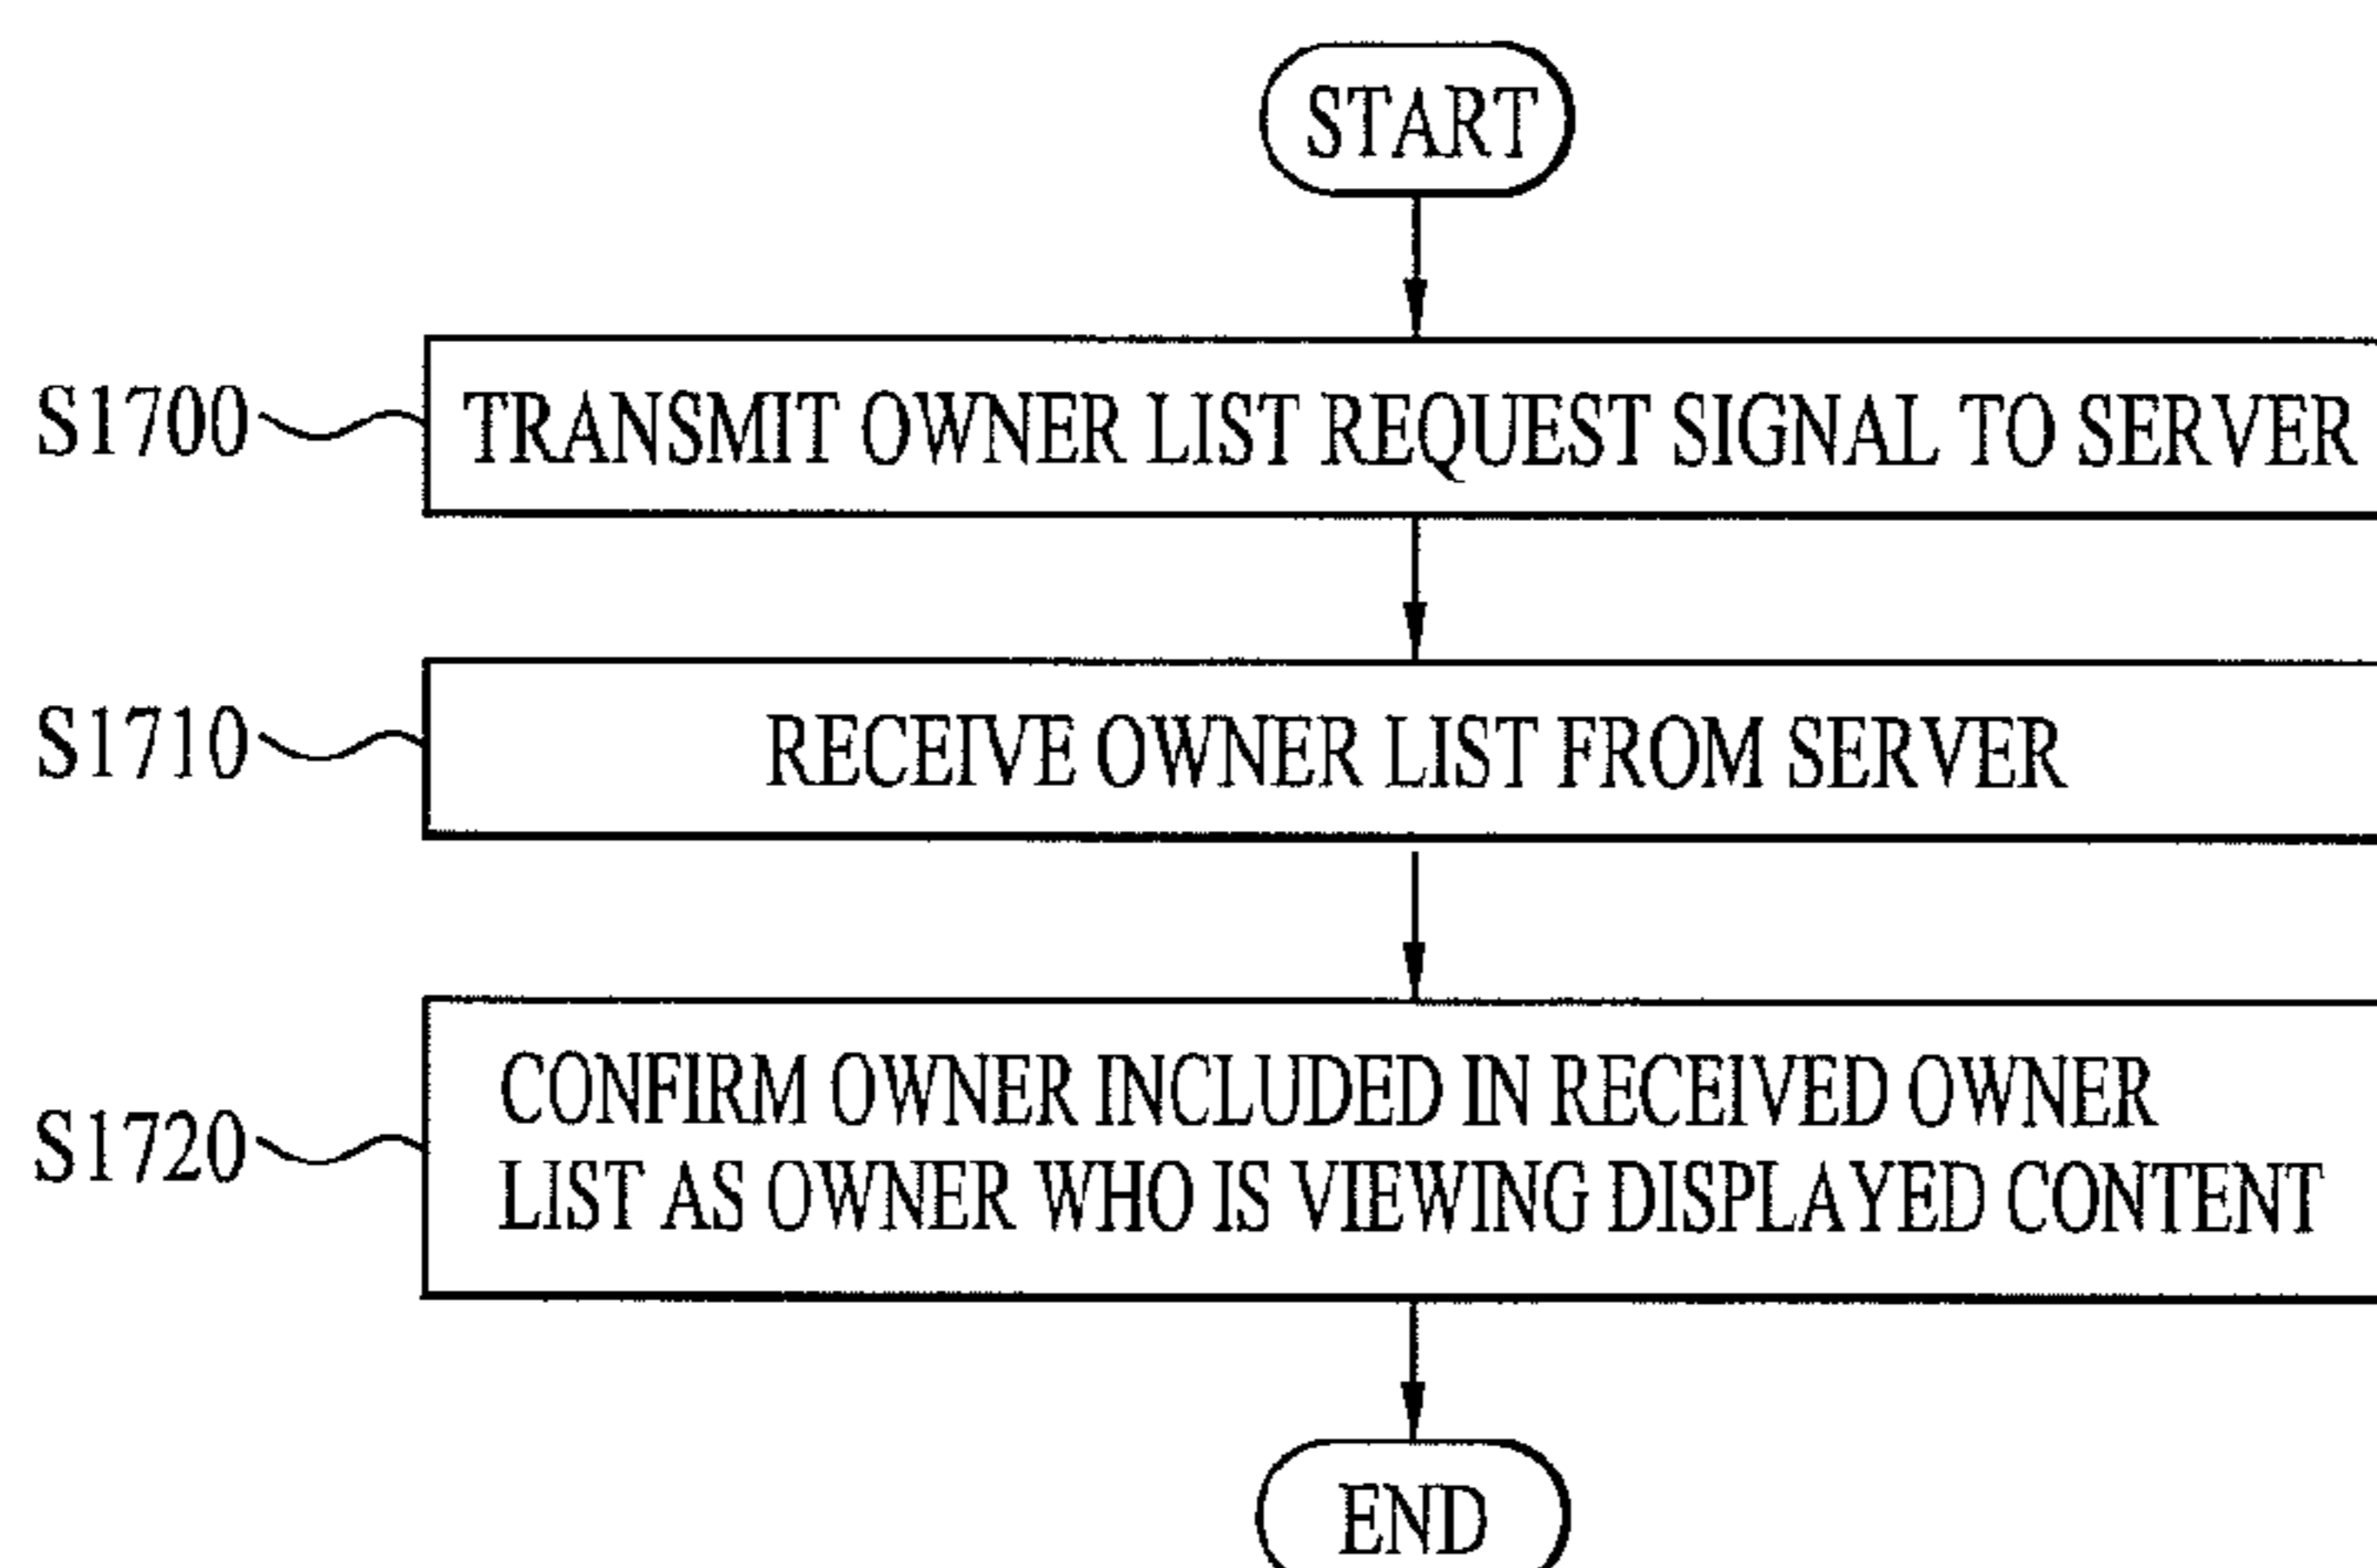 START
S1700
TRANSMIT OWNER LIST REQUEST SIGNAL TO SERVER
S1710
RECEIVE OWNER LIST FROM SERVER
S1720
CONFIRM OWNER INCLUDED IN RECEIVED OWNER
LIST AS OWNER WHO IS VIEWING DISPLAYED CONTENT
END